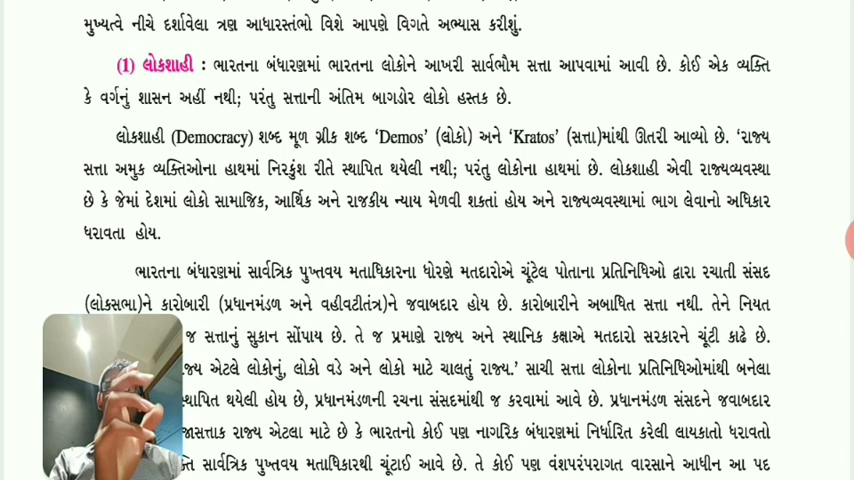 મુખ્યત્વે નીચે દર્શાવેલા ત્રણ આધારસ્તંભો વિશે આપણે વિગતે અભ્યાસ કરીશું.
(1) લોકશાહી : ભારતના બંધારણમાં ભારતના લોકોને આખરી સાર્વભૌમ સત્તા આપવામાં આવી છે. કોઈ એક વ્યક્તિ
કે વર્ગનું શાસન અહીં નથી; પરંતુ સત્તાની અંતિમ બાગડોર લોકો હસ્તક છે.
લોકશાહી (Democracy) શબ્દ મૂળ ગ્રીક શબ્દ ‘Demos’ (લોકો) અને ‘Kratos’ (સત્તા)માંથી ઊતરી આવ્યો છે. ‘રાજ્ય
સત્તા અમુક વ્યક્તિઓના હાથમાં નિરકુંશ રીતે સ્થાપિત થયેલી નથી; પરંતુ લોકોના હાથમાં છે. લોકશાહી એવી રાજ્યવ્યવસ્થા
છે કે જેમાં દેશમાં લોકો સામાજિક, આર્થિક અને રાજકીય ન્યાય મેળવી શકતાં હોય અને રાજ્યવ્યવસ્થામાં ભાગ લેવાનો અધિકાર
ધરાવતા હોય.
ભારતના બંધારણમાં સાર્વત્રિક પુખ્તવય મતાધિકારના ધોરણે મતદારોએ ચૂંટેલ પોતાના પ્રતિનિધિઓ દ્વારા રચાતી સંસદ
(લોકસભા)ને કારોબારી (પ્રધાનમંડળ અને વહીવટીતંત્ર)ને જવાબદાર હોય છે. કારોબારીને અબાધિત સત્તા નથી. તેને નિયત
જ સત્તાનું સુકાન સોંપાય છે. તે જ પ્રમાણે રાજ્ય અને સ્થાનિક કક્ષાએ મતદારો સરકારને ચૂંટી કાઢે છે.
જ્ય એટલે લોકોનું, લોકો વડે અને લોકો માટે ચાલતું રાજ્ય.’ સાચી સત્તા લોકોના પ્રતિનિધિઓમાંથી બનેલા
થાપિત થયેલી હોય છે, પ્રધાનમંડળની રચના સંસદમાંથી જ કરવામાં આવે છે. પ્રધાનમંડળ સંસદને જવાબદાર
જાસત્તાક રાજ્ય એટલા માટે છે કે ભારતનો કોઈ પણ નાગરિક બંધારણમાં નિર્ધારિત કરેલી લાયકાતો ધરાવતો
ક્તિ સાર્વત્રિક પુખ્તવય મતાધિકારથી ચૂંટાઈ આવે છે. તે કોઈ પણ વંશપરંપરાગત વારસાને આધીન આ પદ